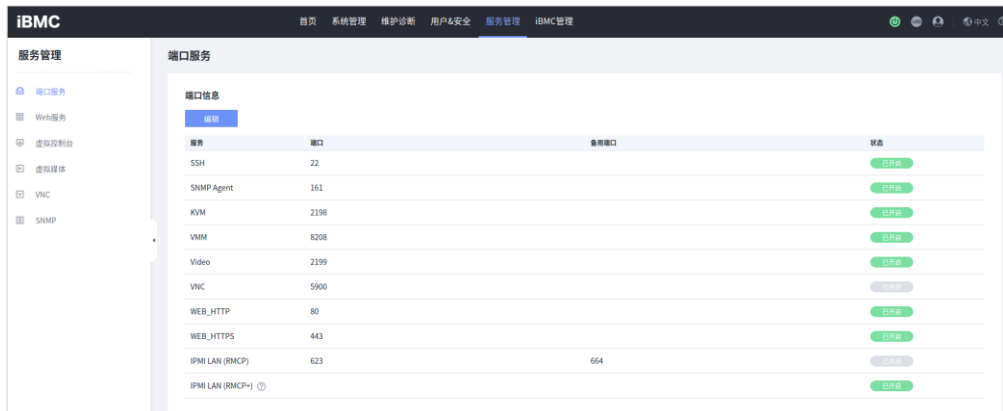 iBMC 首页 系统管理 维护诊断 用户&安全 服务管理 iBMC管理 中文
服务管理 端口服务
端口服务
Web服务
虚拟控制台
虚拟媒体
VNC
SNMP
端口信息
编辑
服务 端口 备用端口 状态
SSH 22 已开启
SNMP Agent 161 已开启
KVM 2198 已开启
VMM 8208 已开启
Video 2199 已开启
VNC 5900 已关闭
WEB_HTTP 80 已开启
WEB_HTTPS 443 已开启
IPMI LAN (RMCP) 623 664 已关闭
IPMI LAN (RMCP+) ? 已开启